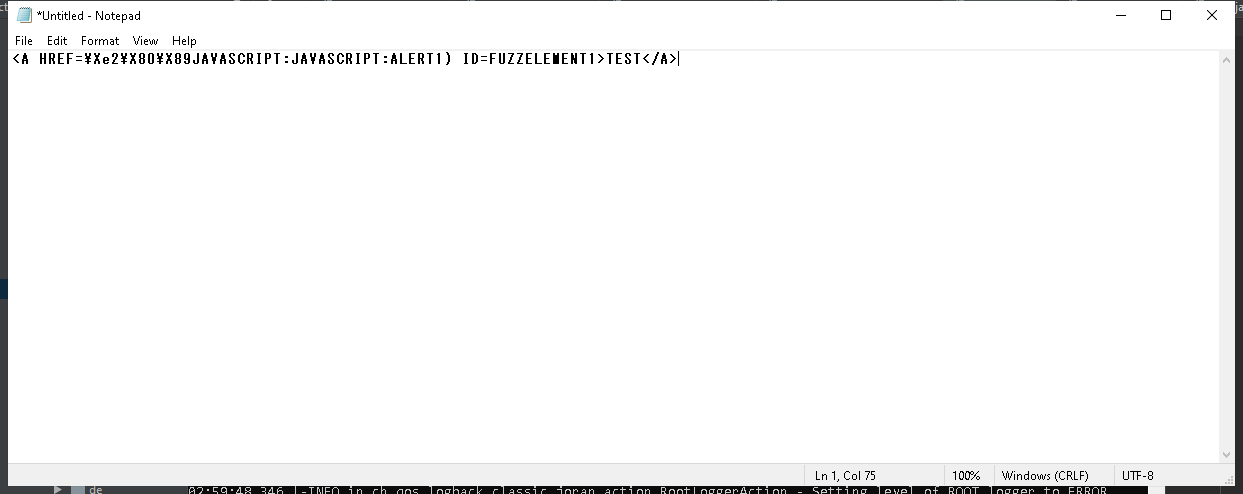 *Untitled - Notepad
File Edit Format View Help
<A HREF=¥Xe2¥X80¥X89JAVASCRIPT:JAVASCRIPT:ALERT1) ID=FUZZELEMENT1>TEST</A>
Ln 1, Col 75 100% Windows (CRLF) UTF-8
de 02:59:48,346 |-INFO in ch.qos.logback.classic.joran.action.RootLoggerAction - Setting level of ROOT logger to ERROR